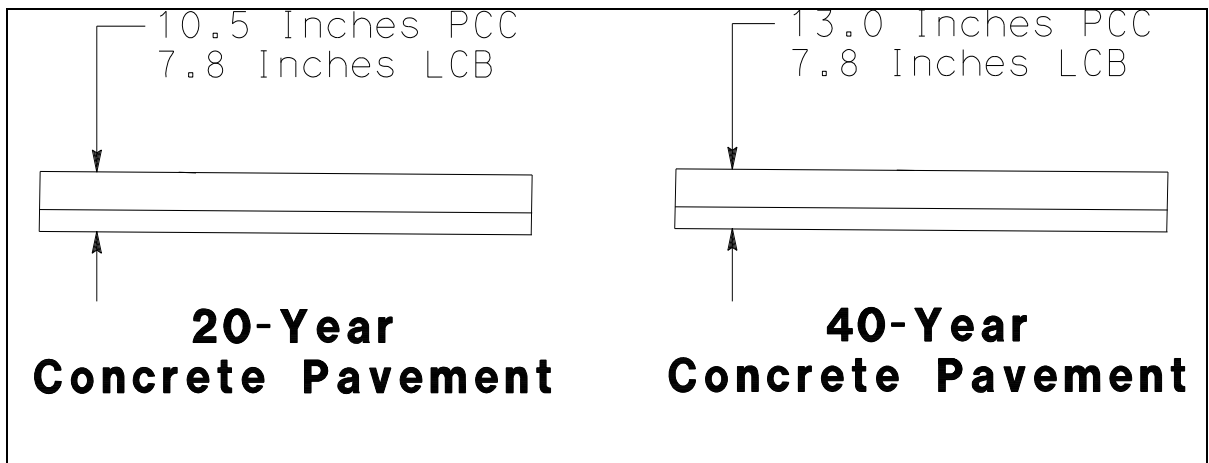 10.5 Inches PCC
7.8 Inches LCB
20-Year
Concrete Pavement
13.0 Inches PCC
7.8 Inches LCB
40-Year
Concrete Pavement